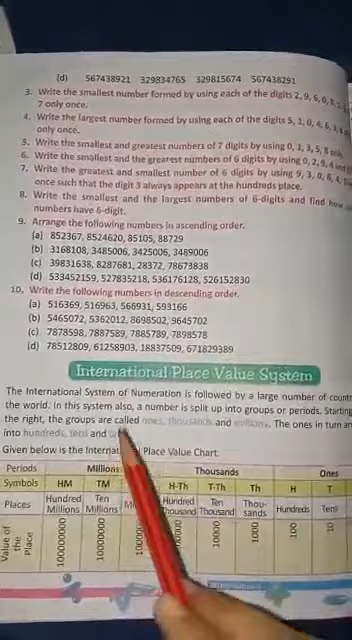 (d) 567438921 329834765 329815674 567438291
3. Write the smallest number formed by using each of the digits 2, 9, 6, 0, 8,
7 only once.
4. Write the largest number formed by using each of the digits 5, 1, 0, 4, 6, 3,
only once.
5. Write the smallest and greatest numbers of 7 digits by using 0, 1, 3, 5, 8 only
6. Write the smallest and the greatest numbers of 6 digits by using 0, 2, 9, 4
7. Write the greatest and smallest number of 6 digits by using 9, 3, 0, 6, 4,
once such that the digit 3 always appears at the hundreds place.
8. Write the smallest and the largest numbers of 6-digits and find how
numbers have 6-digit.
9. Arrange the following numbers in ascending order.
(a) 852367, 8524620, 85105, 88729
(b) 3168108, 3485006, 3425006, 3489006
(c) 39831638, 8287681, 28372, 78673838
(d) 533452159, 527835218, 536176128, 526152830
10. Write the following numbers in descending order.
(a) 516369, 516963, 566931, 593166
(b) 5465072, 5362012, 8698502, 9645702
(c) 7878598, 7887589, 7885789, 7898578
(d) 78512809, 61258903, 18837509, 671829389
International Place Value System
The International System of Numeration is followed by a large number of
the world. In this system also, a number is split up into groups or periods. Starting
the right, the groups are called ones, thousands and millions. The ones in turn
into hundreds, tens and
Given below is the Place Value Chart.
Periods Millions Thousands Ones
Symbols HM TM H-Th T-Th Th H T
Places Hundred Millions Ten Millions Hundred Thousand Ten Thousand Thou-sands Hundreds Tens
Value of the Place 100000000 10000000 10000 1000 100 10